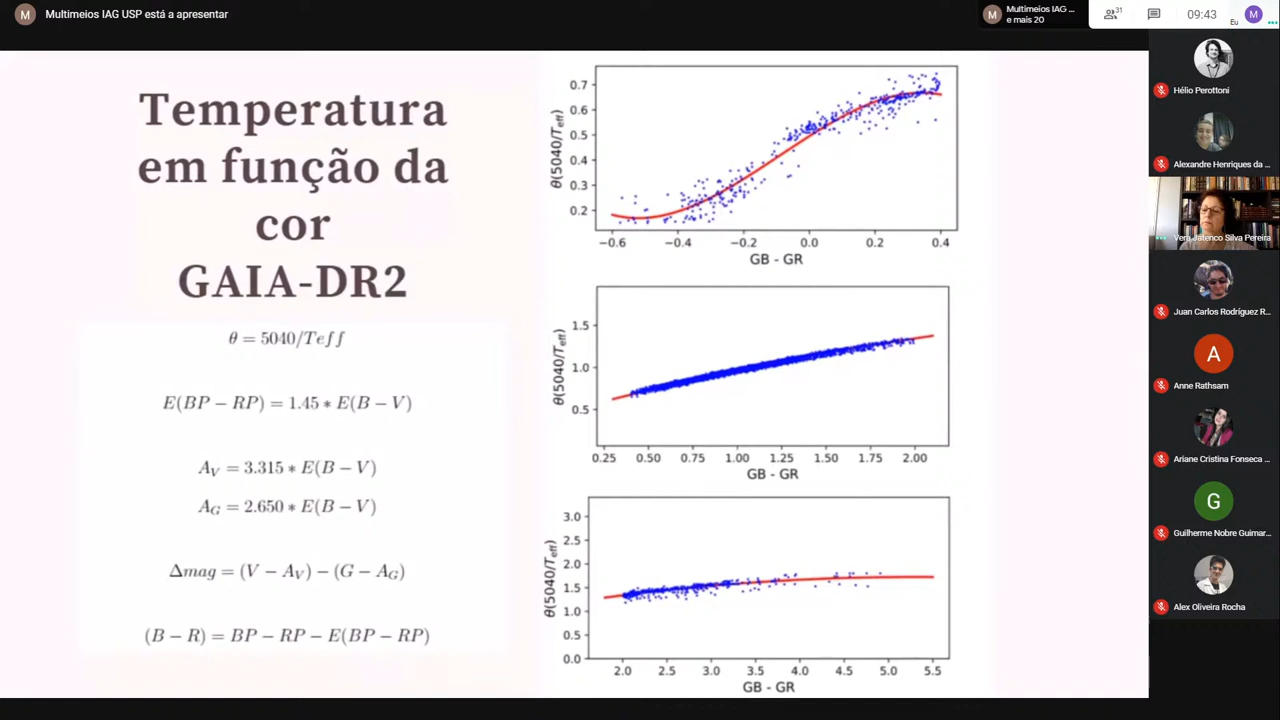 Multimeios IAG USP está a apresentar
Multimeios IAG ...
e mais 20
31
09:43
Eu
M
M
M
Temperatura
em função da
cor
GAIA-DR2
θ = 5040/Teff
E(BP − RP) = 1.45 ∗ E(B − V)
A_V = 3.315 ∗ E(B − V)
A_G = 2.650 ∗ E(B − V)
Δmag = (V − A_V) − (G − A_G)
(B − R) = BP − RP − E(BP − RP)
θ(5040/T_eff)
0.7
0.6
0.5
0.4
0.3
0.2
−0.6 −0.4 −0.2 0.0 0.2 0.4
GB - GR
θ(5040/T_eff)
1.5
1.0
0.5
0.25 0.50 0.75 1.00 1.25 1.50 1.75 2.00
GB - GR
θ(5040/T_eff)
3.0
2.5
2.0
1.5
1.0
0.5
0.0
2.0 2.5 3.0 3.5 4.0 4.5 5.0 5.5
GB - GR
Hélio Perottoni
Alexandre Henriques da ...
Vera Jatenco Silva Pereira
Juan Carlos Rodríguez R...
A
Anne Rathsam
Ariane Cristina Fonseca ...
G
Guilherme Nobre Guimar...
Alex Oliveira Rocha